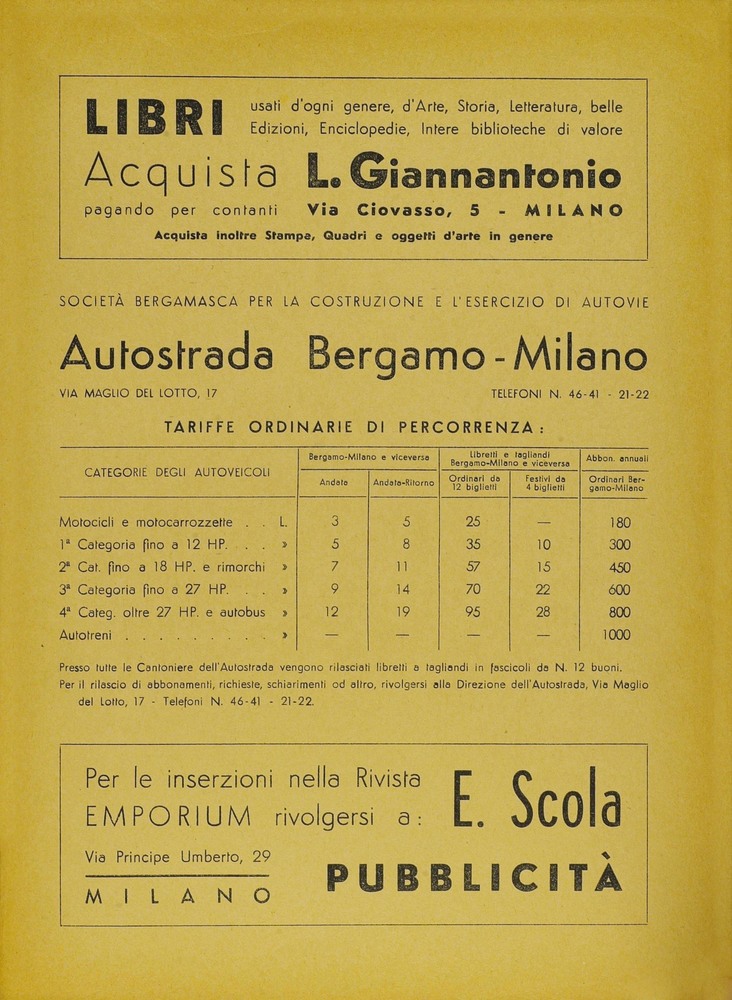 LIBRI usati d'ogni genere, d'Arte, Storia, Letteratura, belle
Edizioni, Enciclopedie, Intere biblioteche di valore
Acquista L. Giannantonio
pagando per contanti Via Ciovasso, 5 - MILANO
Acquista inoltre Stampe, Quadri e oggetti d'arte in genere
SOCIETÀ BERGAMASCA PER LA COSTRUZIONE E L'ESERCIZIO DI AUTOVIE
Autostrada Bergamo - Milano
VIA MAGLIO DEL LOTTO, 17 TELEFONI N. 46-41 - 21-22
TARIFFE ORDINARIE DI PERCORRENZA :
CATEGORIE DEGLI AUTOVEICOLI
Bergamo-Milano e viceversa
Andata Andata-Ritorno
Libretti e tagliandi
Bergamo-Milano e viceversa
Ordinari da
12 biglietti
Festivi da
4 biglietti
Abbon. annuali
Ordinari Ber-
gamo-Milano
Motocicli e motocarrozzette . . L. 3 5 25 — 180
1ª Categoria fino a 12 HP. . . . » 5 8 35 10 300
2ª Cat. fino a 18 HP. e rimorchi » 7 11 57 15 450
3ª Categoria fino a 27 HP. . . » 9 14 70 22 600
4ª Categ. oltre 27 HP. e autobus » 12 19 95 28 800
Autotreni . . . . . . . . . » — — — — 1000
Presso tutte le Cantoniere dell'Autostrada vengono rilasciati libretti a tagliandi in fascicoli da N. 12 buoni.
Per il rilascio di abbonamenti, richieste, schiarimenti od altro, rivolgersi alla Direzione dell'Autostrada, Via Maglio
del Lotto, 17 - Telefoni N. 46-41 - 21-22.
Per le inserzioni nella Rivista
EMPORIUM rivolgersi a :
E. Scola
Via Principe Umberto, 29
MILANO
PUBBLICITÀ